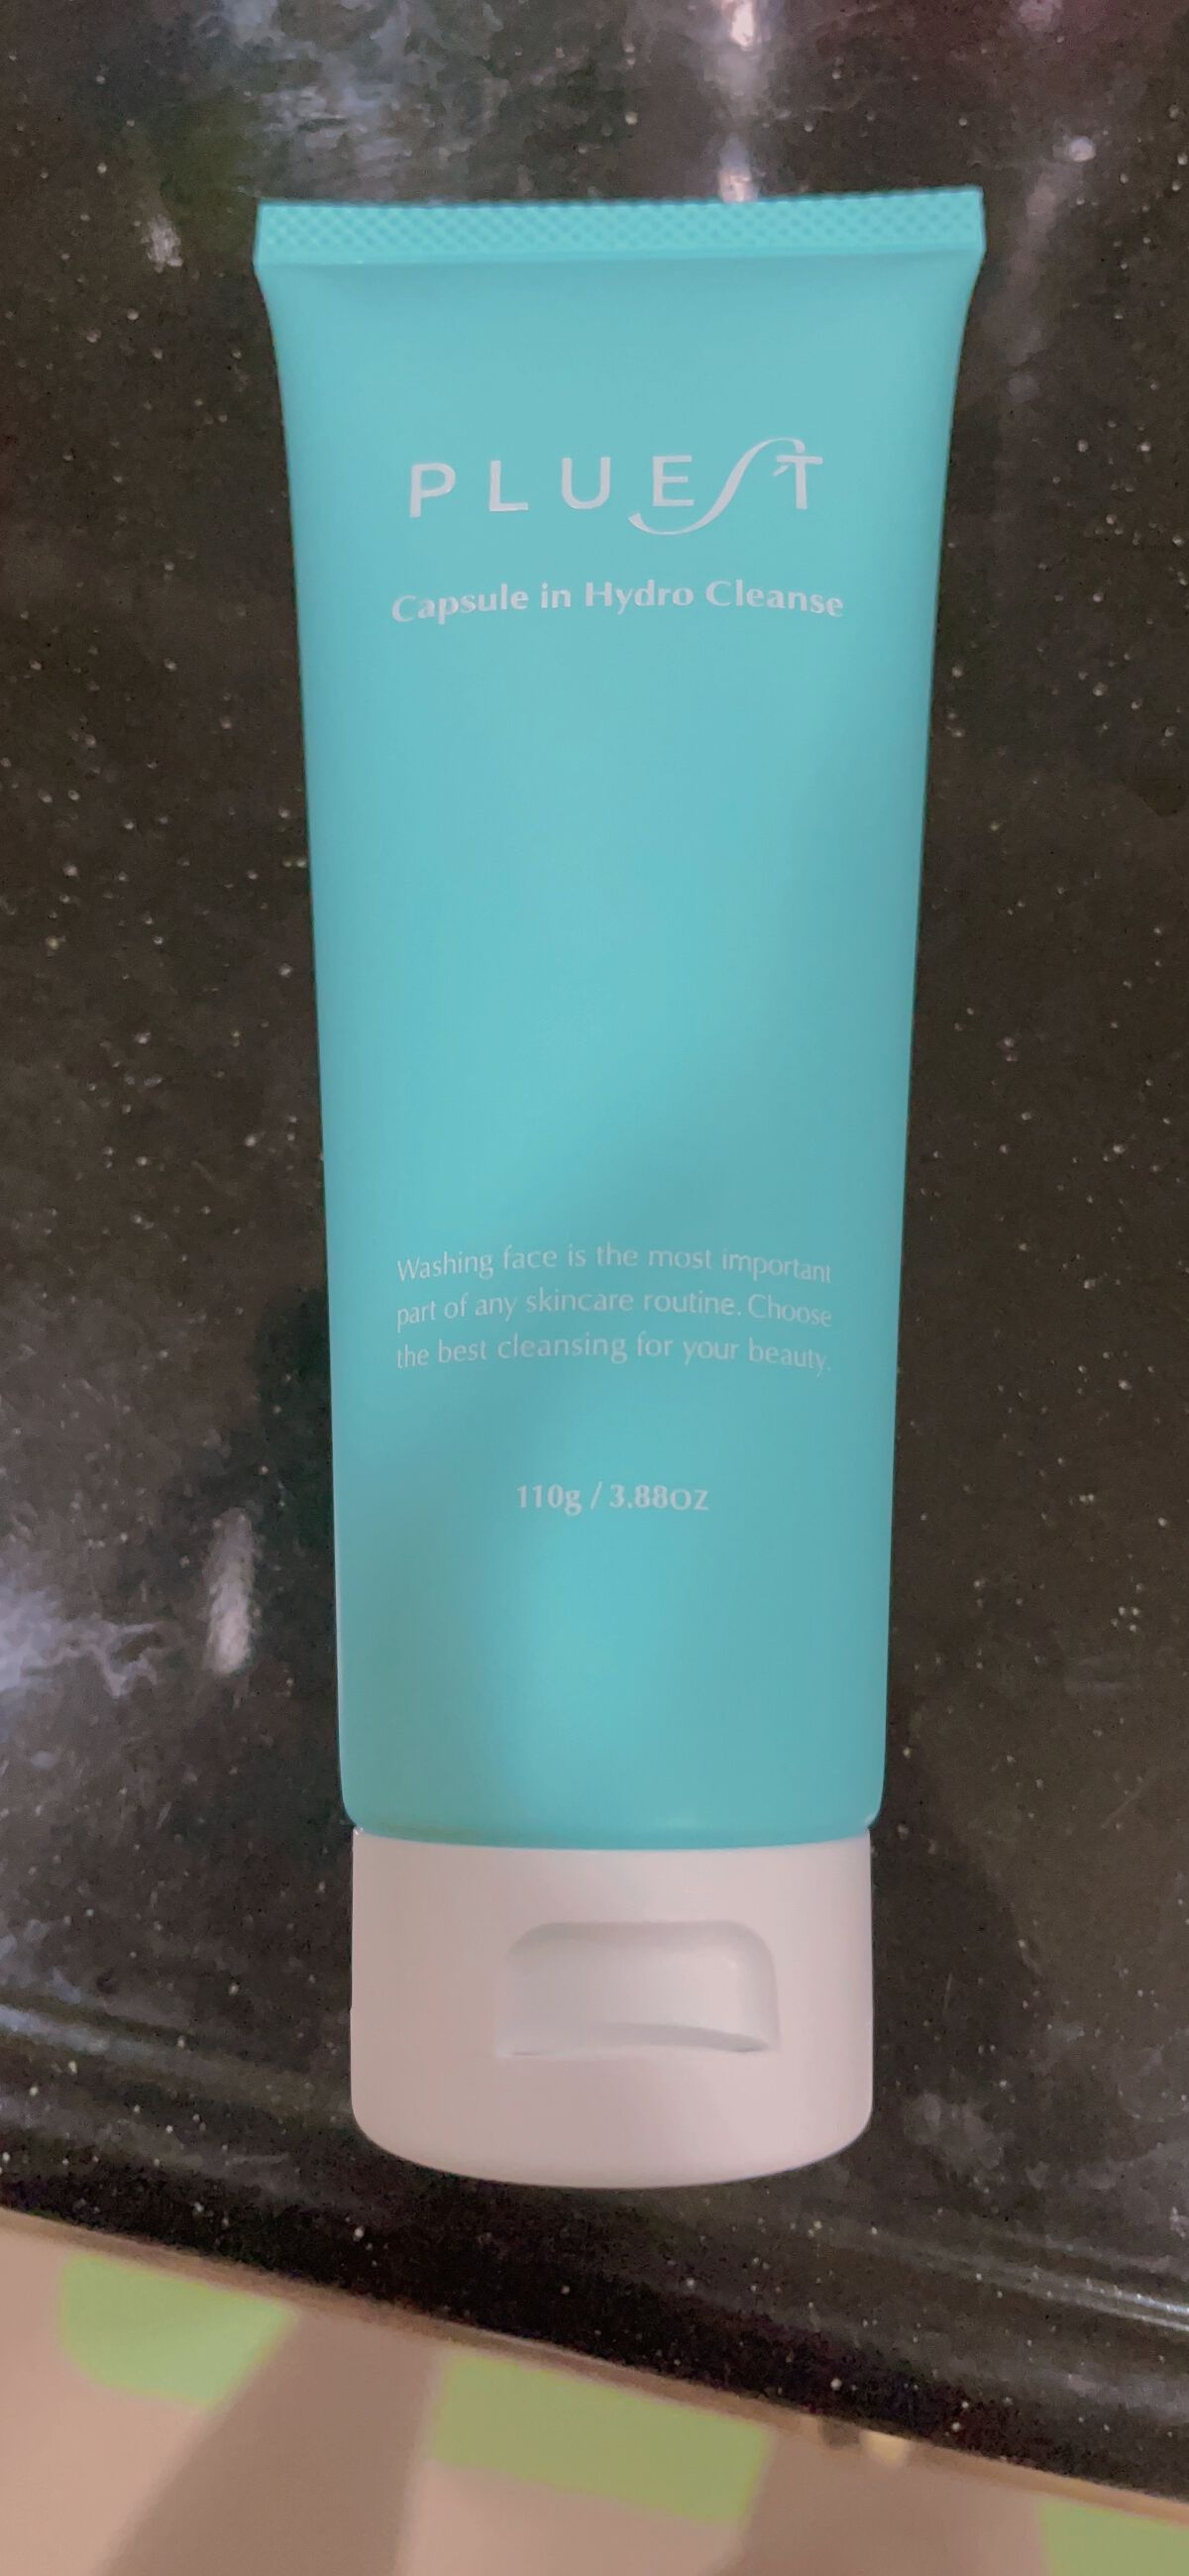 PLUEST
Capsule in Hydro Cleanse
Washing face is the most important
part of any skincare routine. Choose
the best cleansing for your beauty.
110g / 3.88OZ